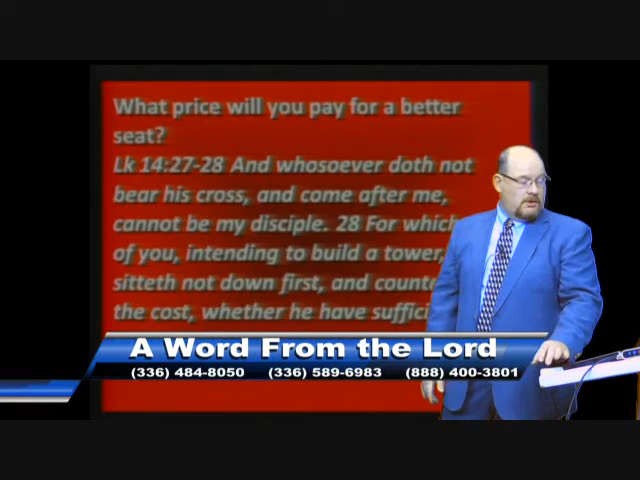 What price will you pay for a better
seat?
Lk 14:27-28 And whosoever doth not
bear his cross, and come after me,
cannot be my disciple. 28 For which
of you, intending to build a tower,
sitteth not down first, and counte
the cost, whether he have suffici
A Word From the Lord
(336) 484-8050 (336) 589-6983 (888) 400-3801